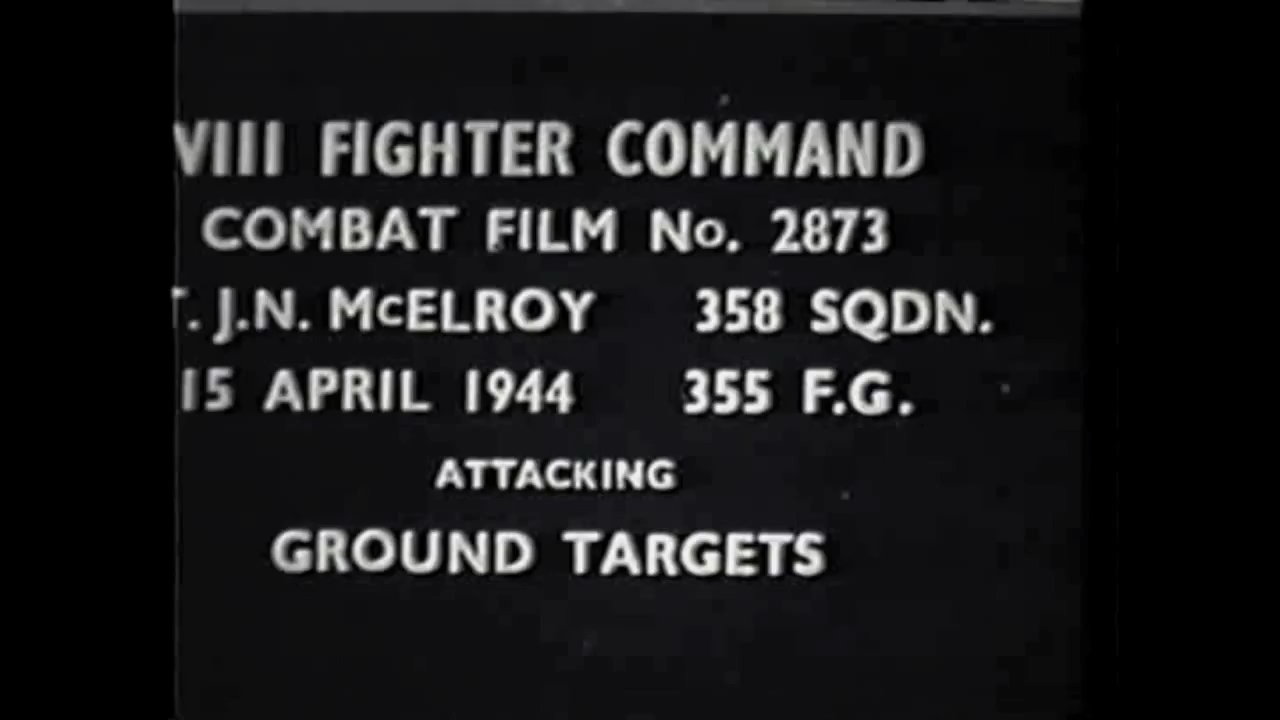 VIII FIGHTER COMMAND
COMBAT FILM No. 2873
T. J.N. McELROY 358 SQDN.
15 APRIL 1944 355 F.G.
ATTACKING
GROUND TARGETS